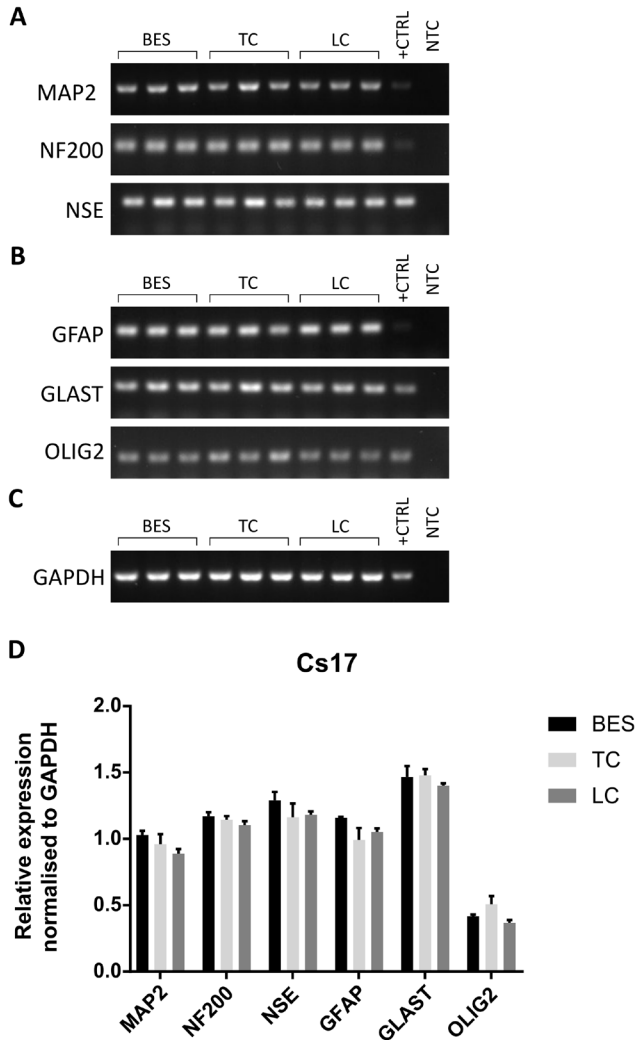 A
BES TC LC +CTRL NTC
MAP2
NF200
NSE
B
BES TC LC +CTRL NTC
GFAP
GLAST
OLIG2
C
BES TC LC +CTRL NTC
GAPDH
D
Cs17
Relative expression
normalised to GAPDH
2.0
1.5
1.0
0.5
0.0
MAP2 NF200 NSE GFAP GLAST OLIG2
BES
TC
LC